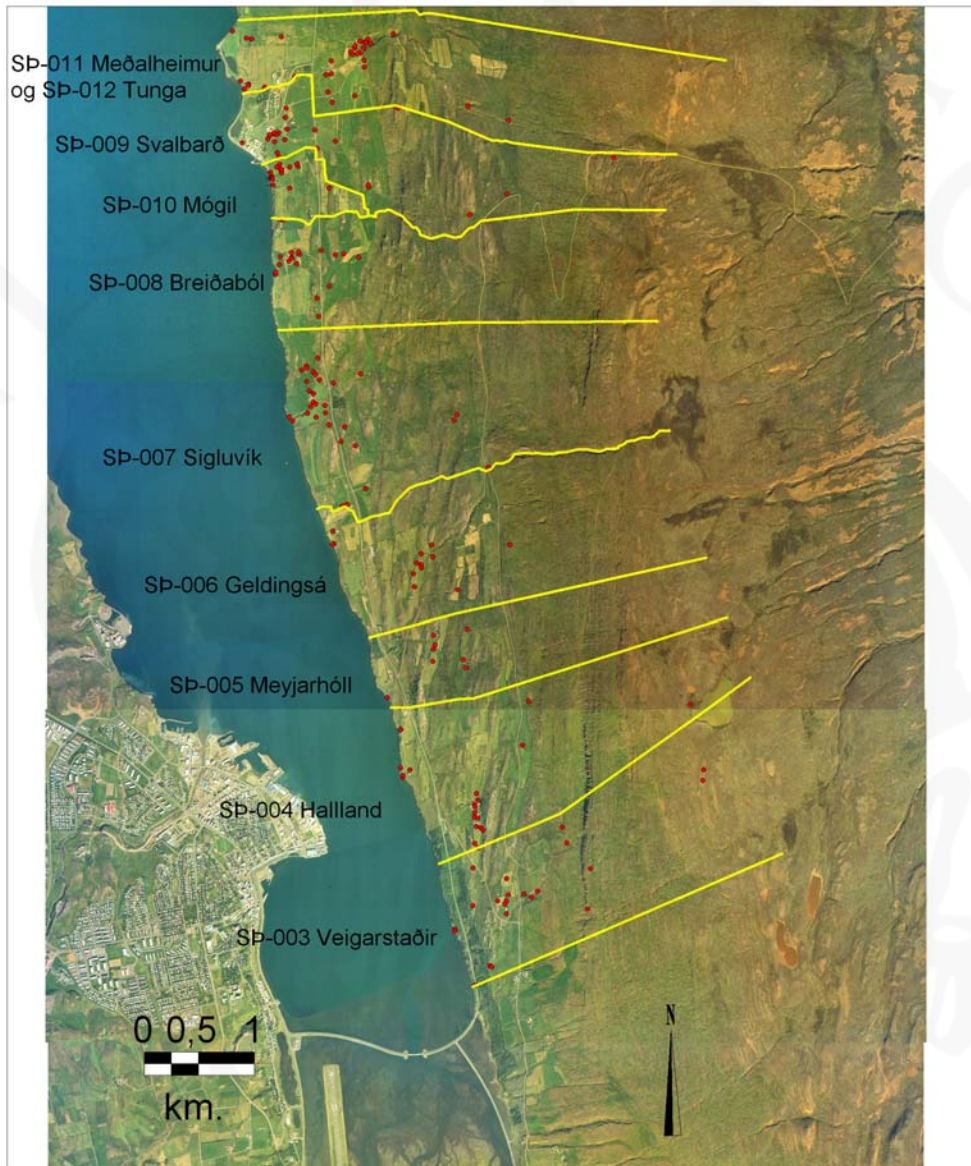 SÞ-011 Meðalheimur
og SÞ-012 Tunga
SÞ-009 Svalbarð
SÞ-010 Mógil
SÞ-008 Breiðaból
SÞ-007 Sigluvík
SÞ-006 Geldingsá
SÞ-005 Meyjarhóll
SÞ-004 Hallland
SÞ-003 Veigarstaðir
0 0,5 1
km.
N